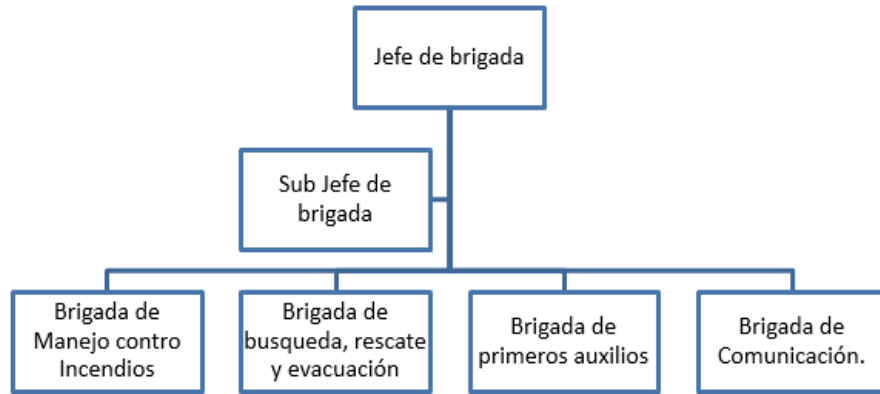 Jefe de brigada
Sub Jefe de
brigada
Brigada de
Manejo contro
Incendios
Brigada de
busqueda, rescate
y evacuación
Brigada de
primeros auxilios
Brigada de
Comunicación.